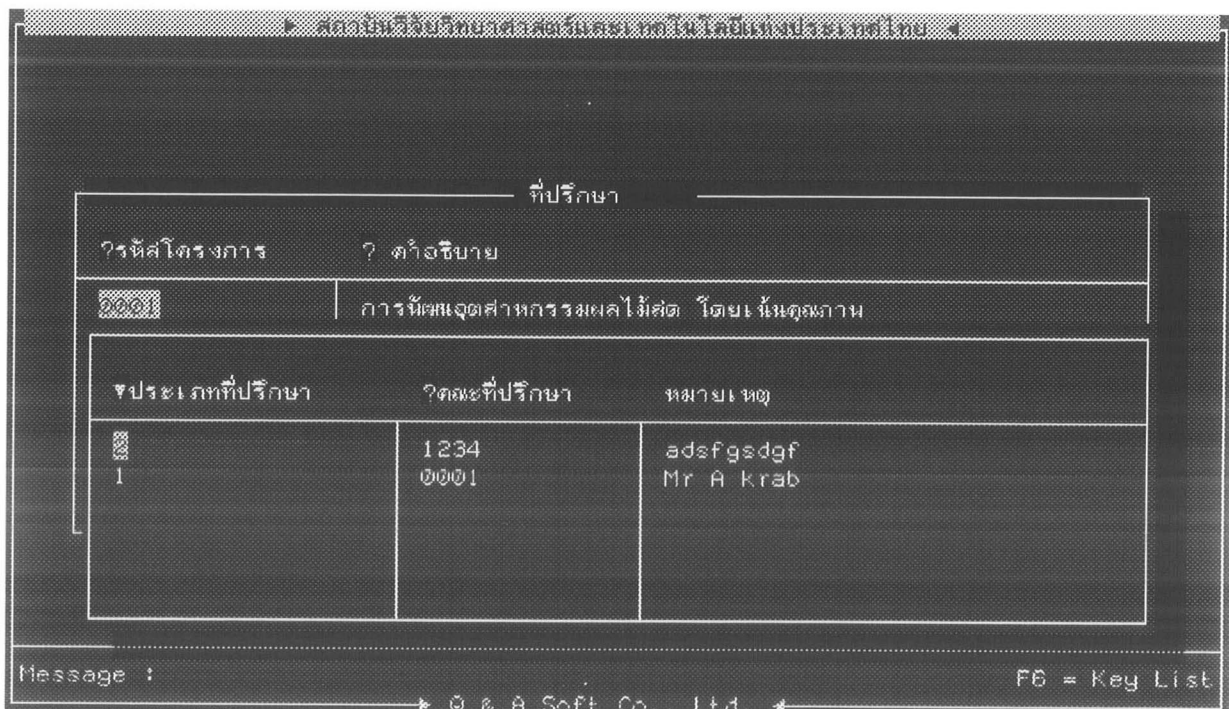 ► สถาบันวิจัยวิทยาศาสตร์และเทคโนโลยีแห่งประเทศไทย ◄
ที่ปรึกษา
?รหัสโครงการ ? คำอธิบาย
0001 การพัฒนอุตสาหกรรมผลไม้สด โดยเน้นคุณภาพ
▼ประเภทที่ปรึกษา ?คณะที่ปรึกษา หมายเหตุ
1234 adsfgsdgf
1 0001 Mr A krab
Message : F6 = Key List
► Q & A Soft Co., Ltd. ◄